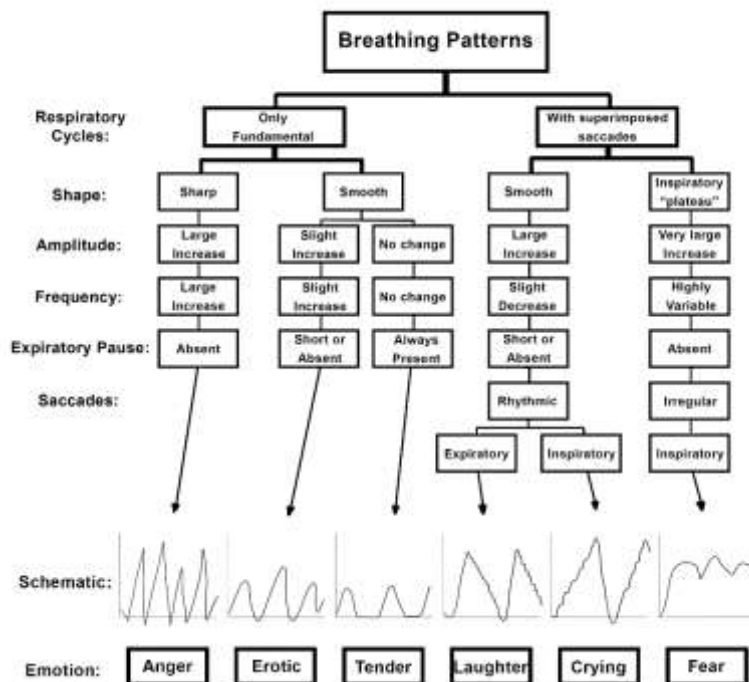 Breathing Patterns
Respiratory
Cycles:
Only
Fundamental
With superimposed
saccades
Shape:
Sharp
Smooth
Smooth
Inspiratory
"plateau"
Amplitude:
Large
Increase
Slight
Increase
No change
Large
Increase
Very large
Increase
Frequency:
Large
Increase
Slight
Increase
No change
Slight
Decrease
Highly
Variable
Expiratory Pause:
Absent
Short or
Absent
Always
Present
Short or
Absent
Absent
Saccades:
Rhythmic
Irregular
Expiratory
Inspiratory
Inspiratory
Schematic:
Emotion:
Anger
Erotic
Tender
Laughter
Crying
Fear